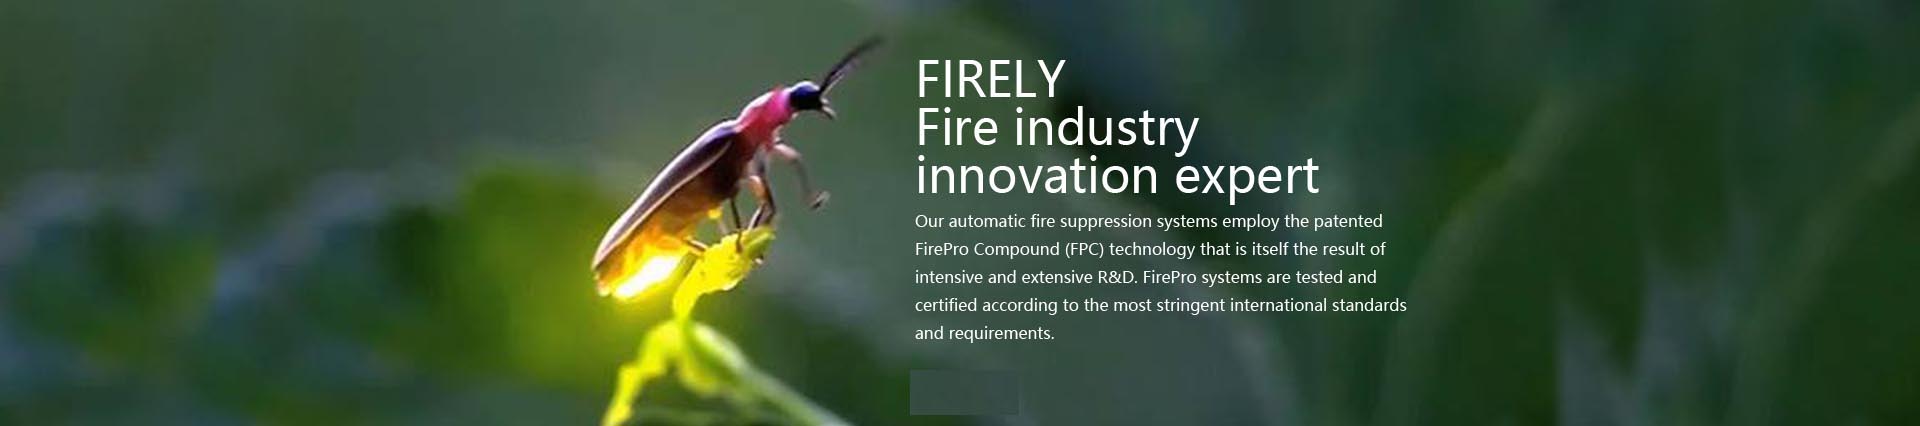 FIRELY
Fire industry
innovation expert
Our automatic fire suppression systems employ the patented
FirePro Compound (FPC) technology that is itself the result of
intensive and extensive R&D. FirePro systems are tested and
certified according to the most stringent international standards
and requirements.